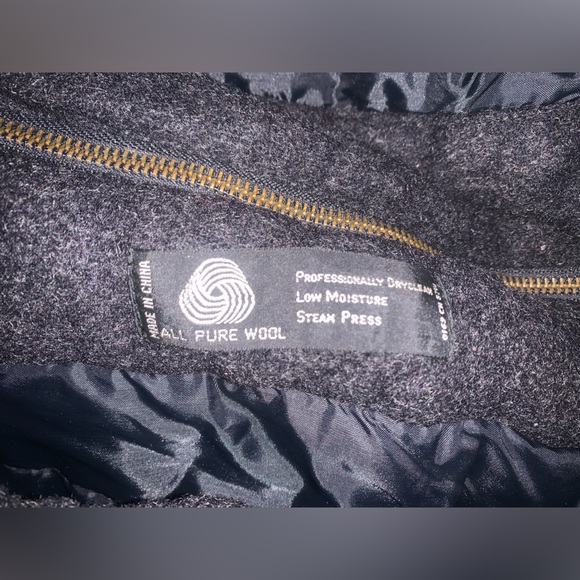 MADE IN CHINA
ALL PURE WOOL
PROFESSIONALLY DRYCLEAN
LOW MOISTURE
STEAM PRESS